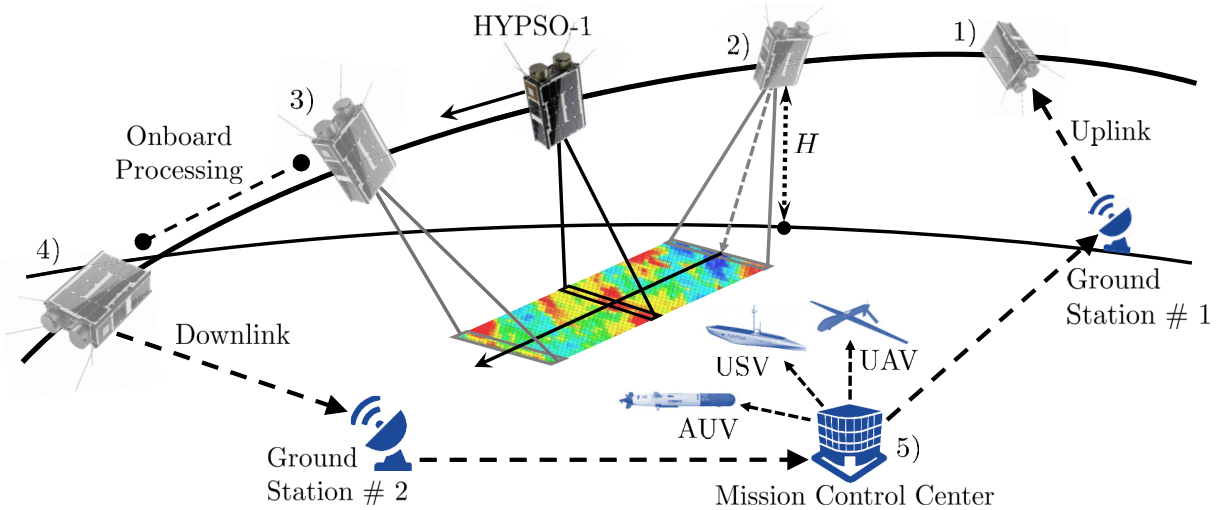 HYPSO-1
1)
2)
3)
Onboard
Processing
H
Uplink
4)
Downlink
Ground
Station # 1
USV
UAV
AUV
5)
Ground
Station # 2
Mission Control Center